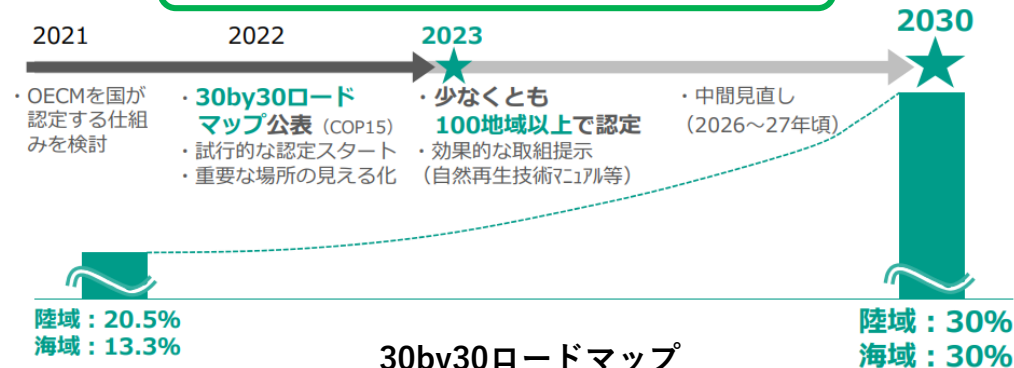 2021
2022
2023
2030
・OECMを国が
認定する仕組
みを検討
・30by30ロード
マップ公表（COP15）
・試行的な認定スタート
・重要な場所の見える化
・少なくとも
100地域以上で認定
・効果的な取組提示
（自然再生技術ﾏﾆｭｱﾙ等）
・中間見直し
（2026～27年頃）
陸域：20.5%
海域：13.3%
陸域：30%
海域：30%
30by30ロードマップ